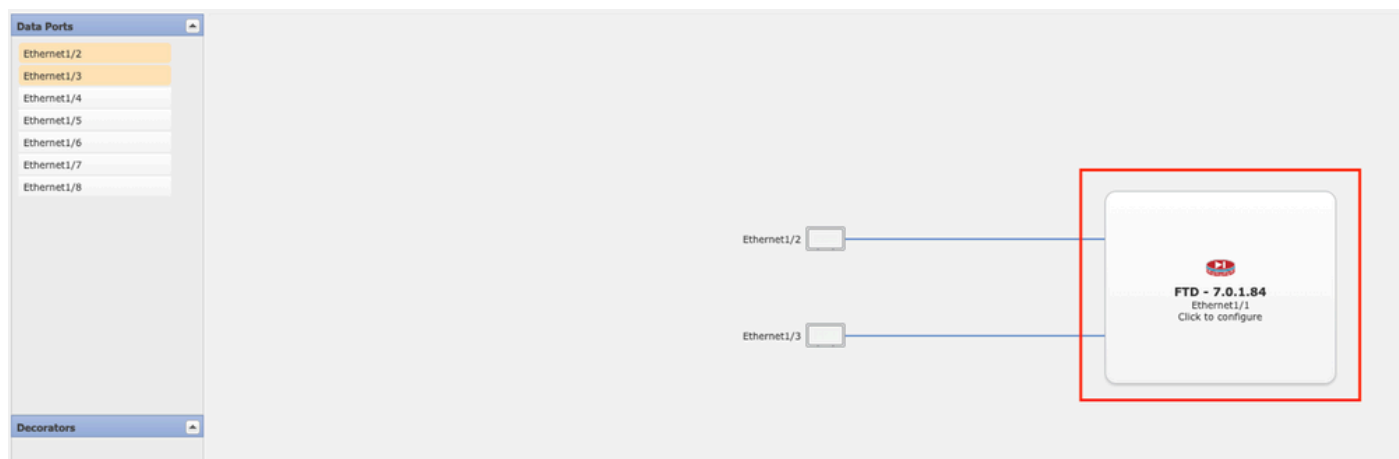 Data Ports
Ethernet1/2
Ethernet1/3
Ethernet1/4
Ethernet1/5
Ethernet1/6
Ethernet1/7
Ethernet1/8
Ethernet1/2
Ethernet1/3
FTD - 7.0.1.84
Ethernet1/1
Click to configure
Decorators